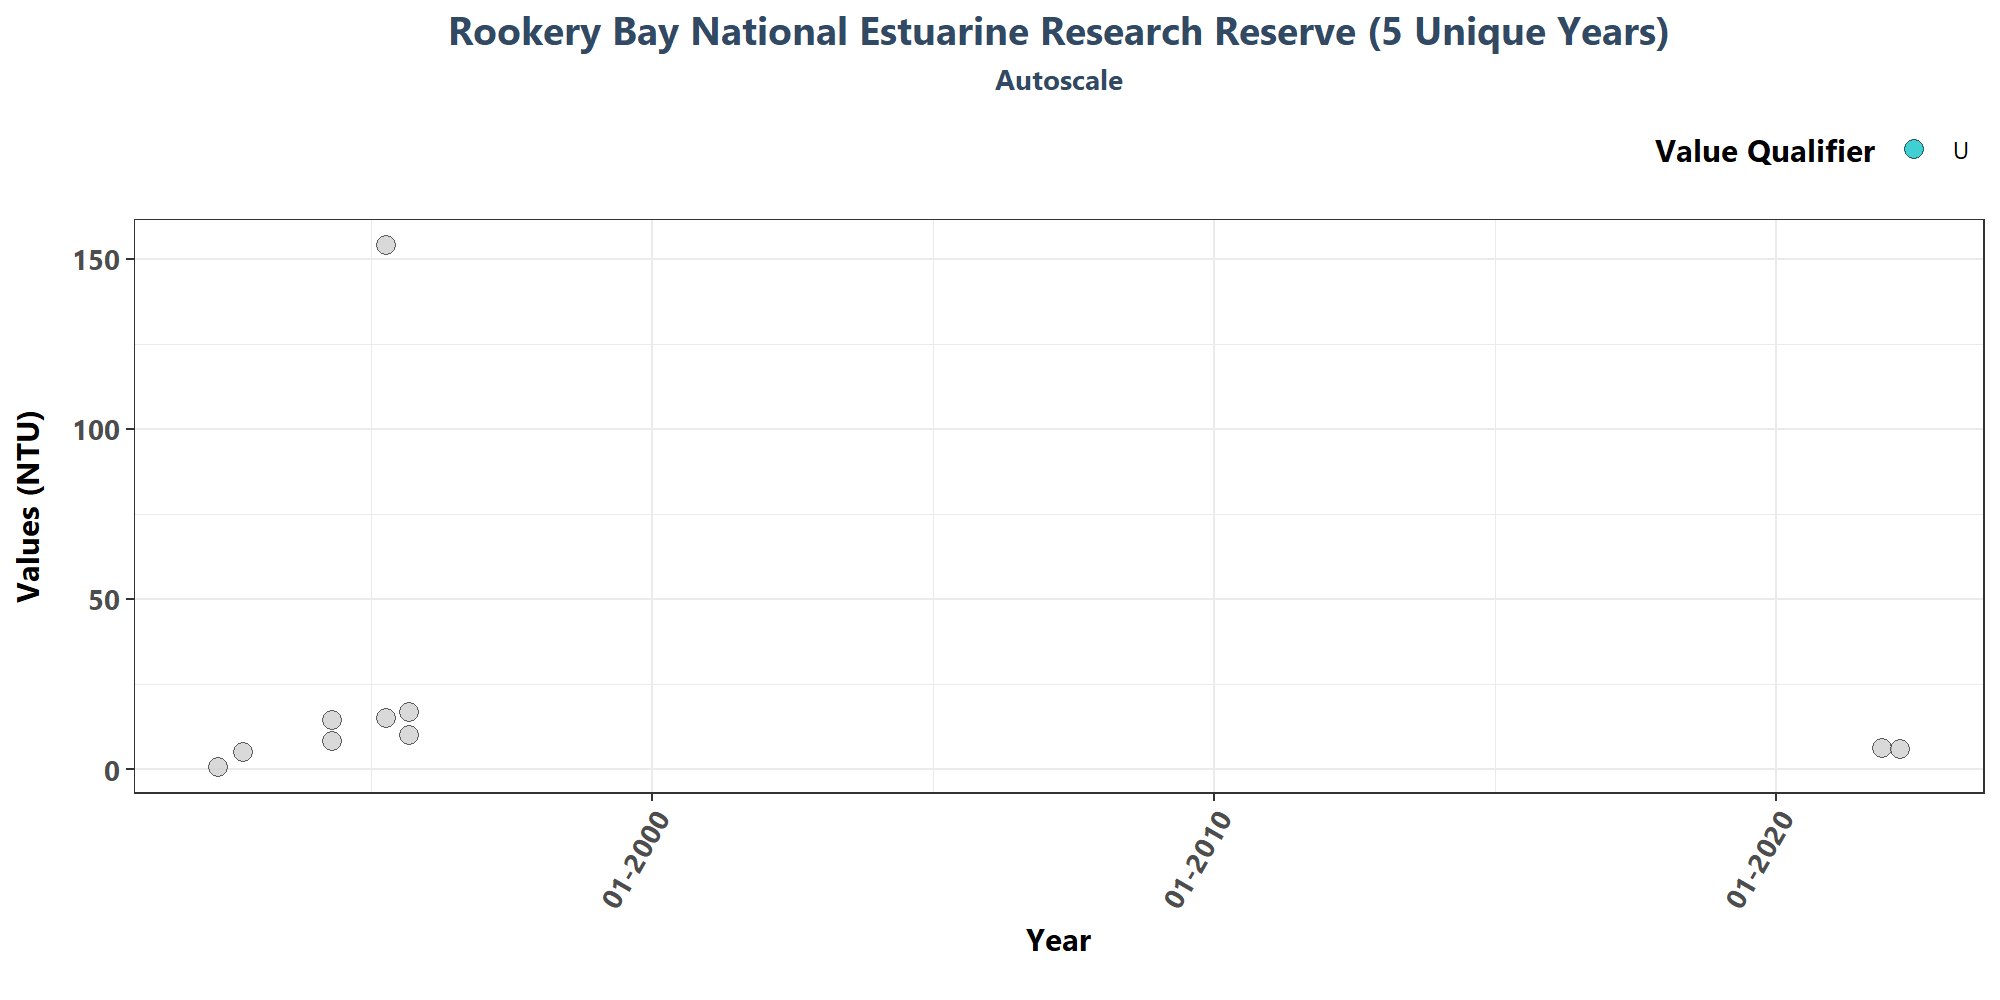 Rookery Bay National Estuarine Research Reserve (5 Unique Years)
Autoscale
Value Qualifier U
150
100
50
0
Values (NTU)
01-2000 01-2010 01-2020
Year